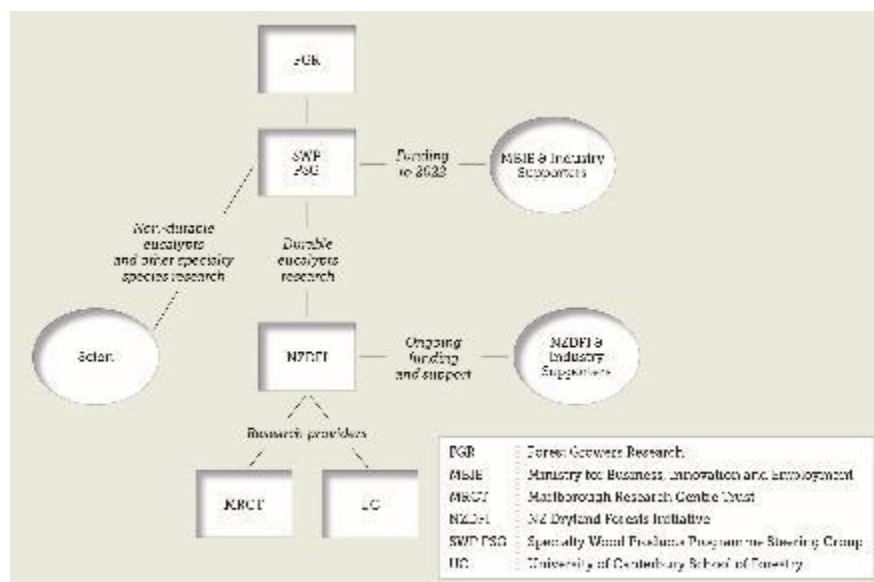 FGR
SWP
PSG
Funding
to 2022
MBIE & Industry
Supporters
Non-durable
eucalypts
and other specialty
species research
Durable
eucalypts
research
Scion
NZDFI
Ongoing
funding
and support
NZDFI &
Industry
Supporters
Research providers
MRCT
UC
FGR Forest Growers Research
MBIE Ministry for Business, Innovation and Employment
MRCT Marlborough Research Centre Trust
NZDFI NZ Dryland Forests Initiative
SWP PSG Specialty Wood Products Programme Steering Group
UC University of Canterbury School of Forestry